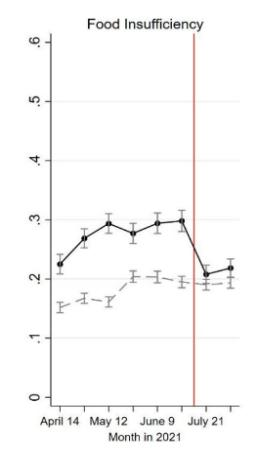 Food Insufficiency
.6
.5
.4
.3
.2
.1
0
April 14 May 12 June 9 July 21
Month in 2021